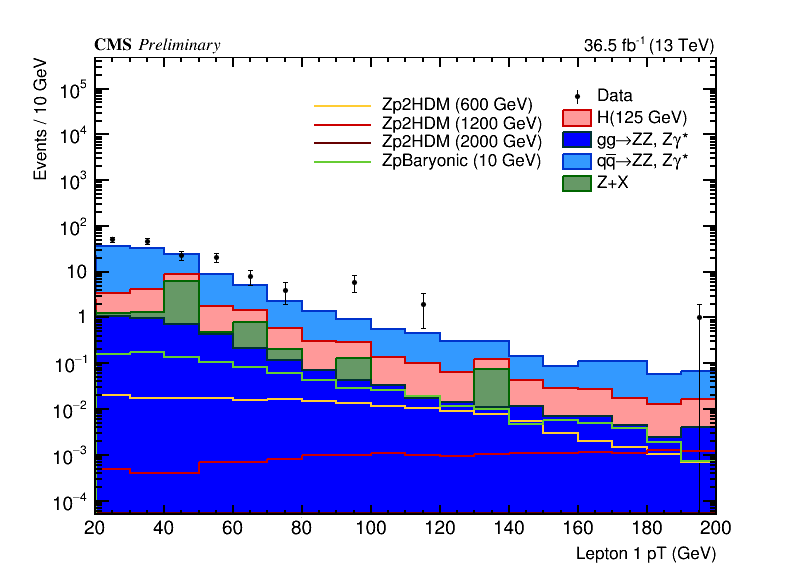 CMS Preliminary 36.5 fb⁻¹ (13 TeV)
Events / 10 GeV
Zp2HDM (600 GeV)
Zp2HDM (1200 GeV)
Zp2HDM (2000 GeV)
ZpBaryonic (10 GeV)
Data
H(125 GeV)
gg→ZZ, Zγ*
qq̅→ZZ, Zγ*
Z+X
10⁵
10⁴
10³
10²
10
1
10⁻¹
10⁻²
10⁻³
10⁻⁴
20 40 60 80 100 120 140 160 180 200
Lepton 1 pT (GeV)